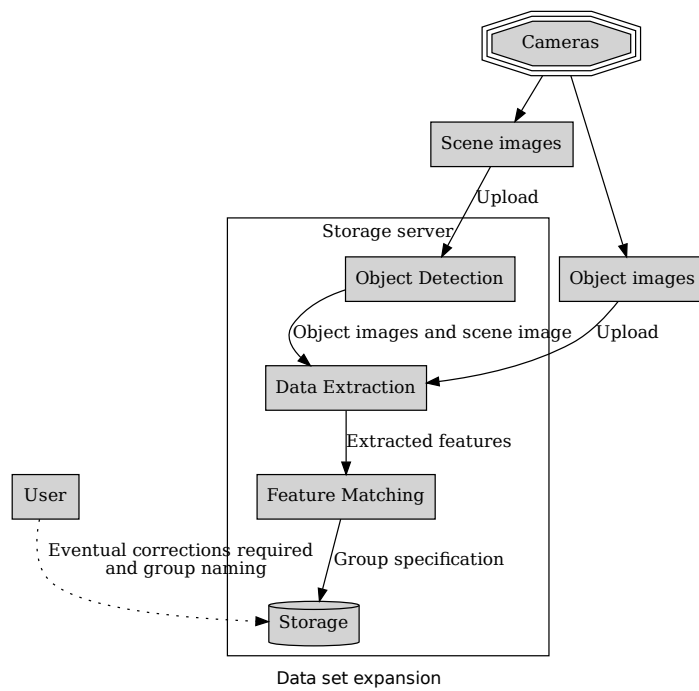 Cameras
Scene images
Upload
Storage server
Object Detection
Object images
Object images and scene image
Upload
Data Extraction
Extracted features
User
Feature Matching
Eventual corrections required
and group naming
Group specification
Storage
Data set expansion